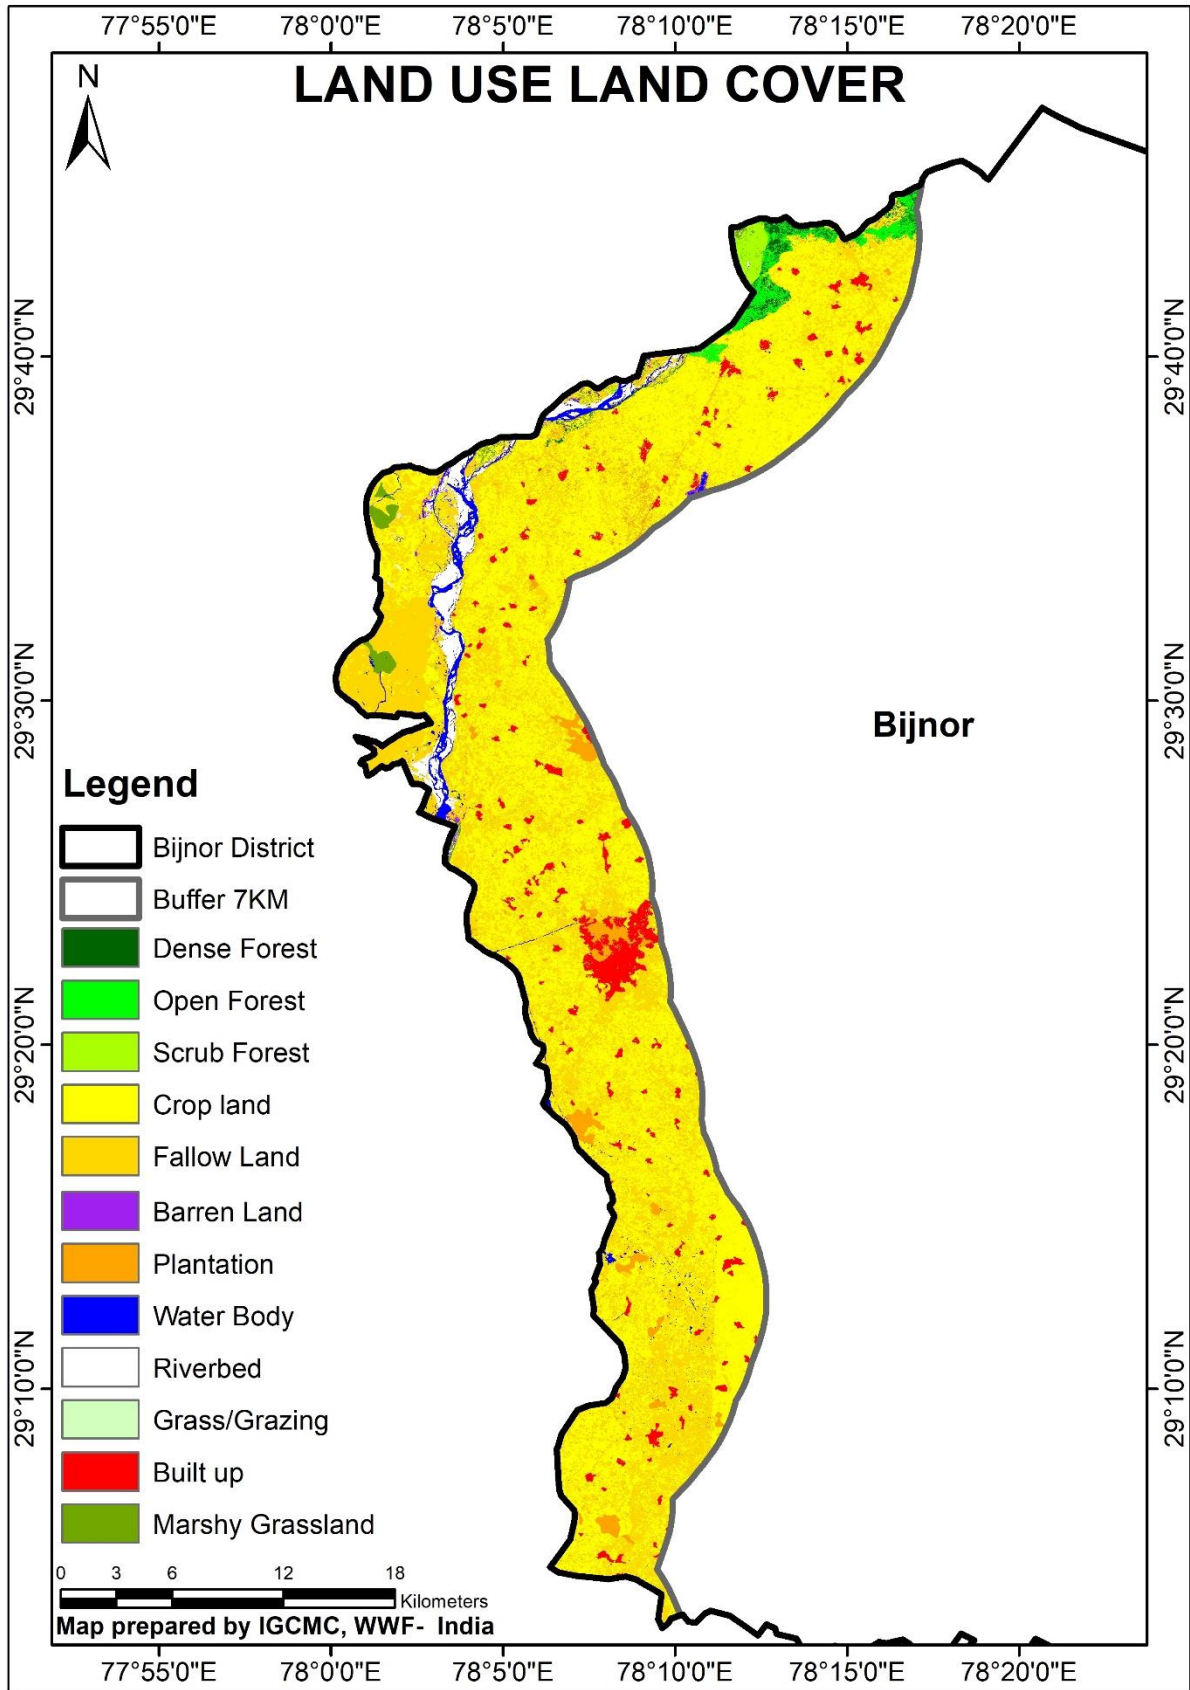 77°55'0"E 78°0'0"E 78°5'0"E 78°10'0"E 78°15'0"E 78°20'0"E
N
LAND USE LAND COVER
29°40'0"N 29°40'0"N
29°30'0"N 29°30'0"N
Bijnor
Legend
Bijnor District
Buffer 7KM
Dense Forest
Open Forest
Scrub Forest
Crop land
Fallow Land
Barren Land
Plantation
Water Body
Riverbed
Grass/Grazing
Built up
Marshy Grassland
29°20'0"N 29°20'0"N
29°10'0"N 29°10'0"N
0 3 6 12 18
Kilometers
Map prepared by IGCMC, WWF- India
77°55'0"E 78°0'0"E 78°5'0"E 78°10'0"E 78°15'0"E 78°20'0"E